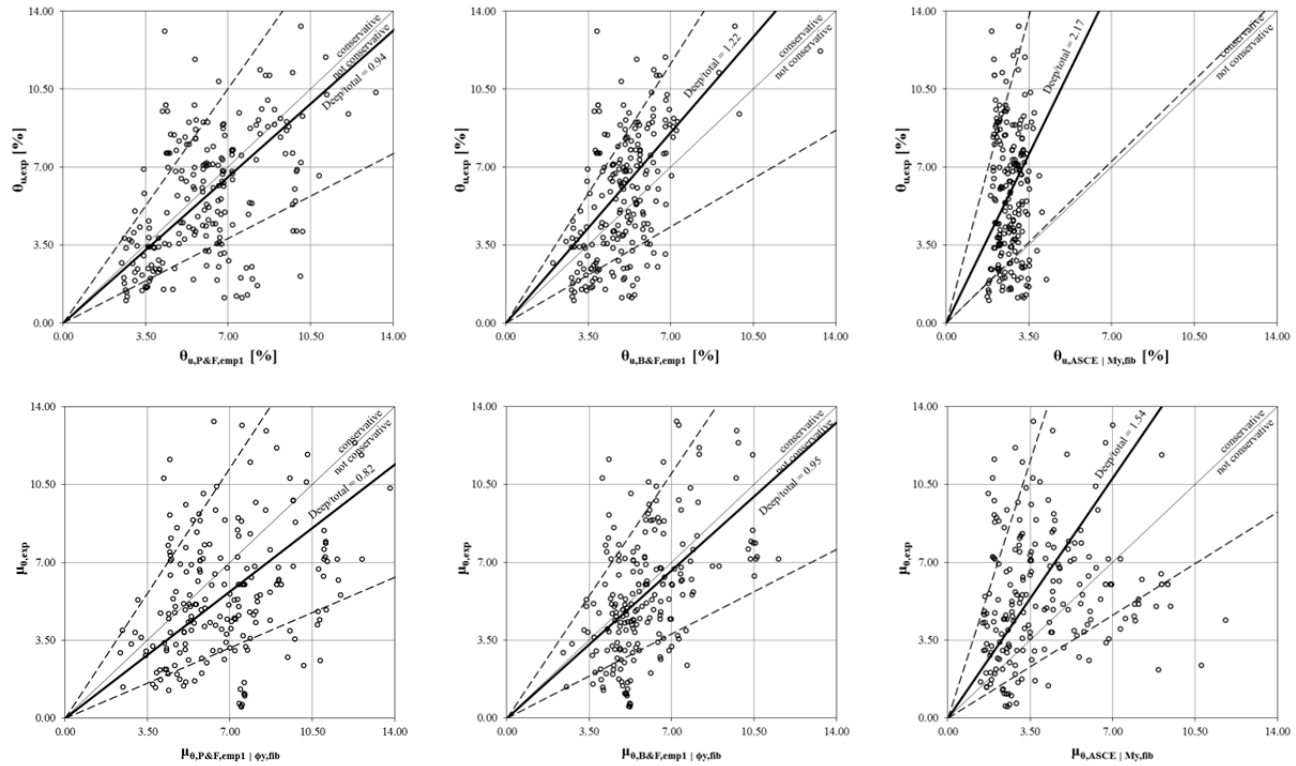 14.00
10.50
7.00
3.50
0.00
θu,exp [%]
conservative
not conservative
Deep/total = 0.94
0.00 3.50 7.00 10.50 14.00
θu,P&F,emp1 [%]
14.00
10.50
7.00
3.50
0.00
θu,exp [%]
Deep/total = 1.22
conservative
not conservative
0.00 3.50 7.00 10.50 14.00
θu,B&F,emp1 [%]
14.00
10.50
7.00
3.50
0.00
θu,exp [%]
Deep/total = 2.17
conservative
not conservative
0.00 3.50 7.00 10.50 14.00
θu,ASCE | My,fib [%]
14.00
10.50
7.00
3.50
0.00
μθ,exp
conservative
not conservative
Deep/total = 0.82
0.00 3.50 7.00 10.50 14.00
μθ,P&F,emp1 | ϕy,fib
14.00
10.50
7.00
3.50
0.00
μθ,exp
conservative
not conservative
Deep/total = 0.95
0.00 3.50 7.00 10.50 14.00
μθ,B&F,emp1 | ϕy,fib
14.00
10.50
7.00
3.50
0.00
μθ,exp
Deep/total = 1.54
conservative
not conservative
0.00 3.50 7.00 10.50 14.00
μθ,ASCE | My,fib